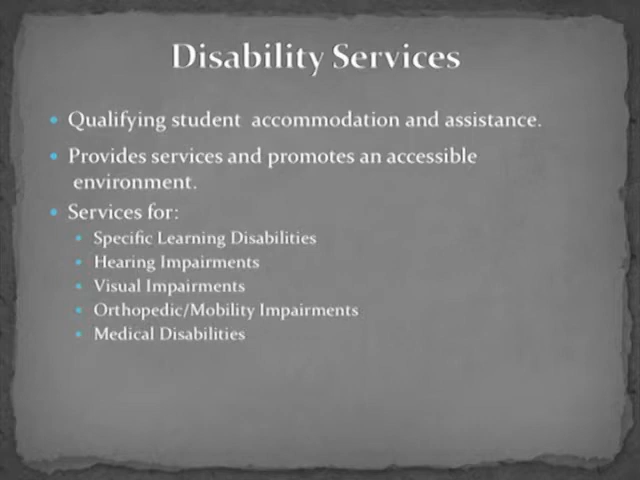 Disability Services
• Qualifying student  accommodation and assistance.
• Provides services and promotes an accessible
environment.
• Services for:
• Specific Learning Disabilities
• Hearing Impairments
• Visual Impairments
• Orthopedic/Mobility Impairments
• Medical Disabilities